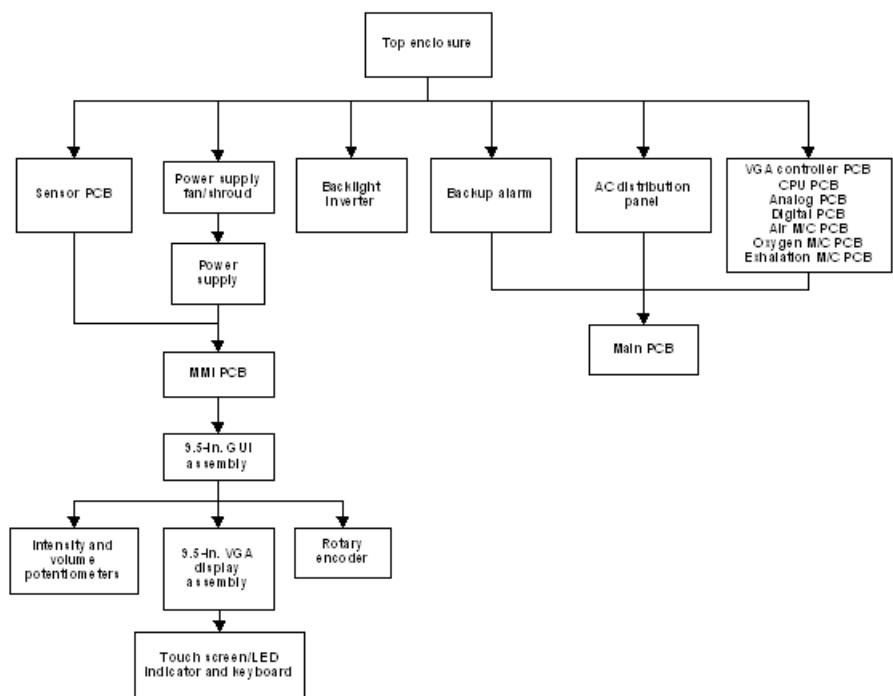 Top enclosure
Sensor PCB
Power supply
fan/shroud
Backlight
inverter
Backup alarm
AC distribution
panel
VGA controller PCB
CPU PCB
Analog PCB
Digital PCB
Air M/C PCB
Oxygen M/C PCB
Exhalation M/C PCB
Power
supply
Main PCB
MMI PCB
9.5-in. GUI
assembly
Intensity and
volume
potentiometers
9.5-in. VGA
display
assembly
Rotary
encoder
Touch screen/LED
indicator and keyboard